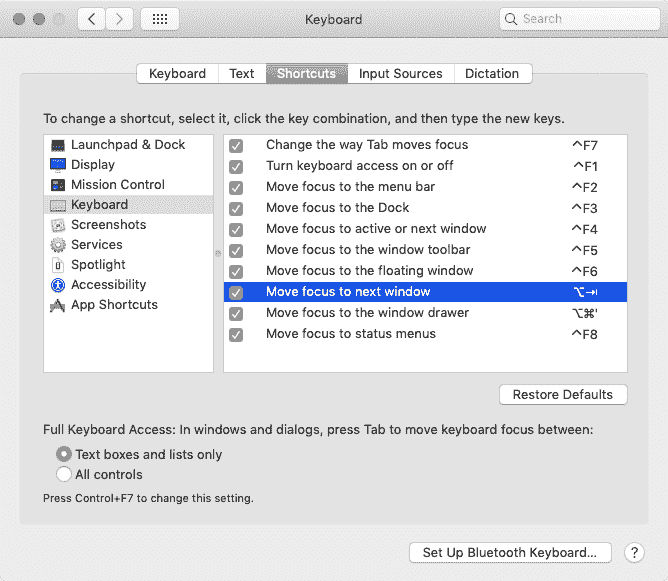 Keyboard
Search
Keyboard Text Shortcuts Input Sources Dictation
To change a shortcut, select it, click the key combination, and then type the new keys.
Launchpad & Dock
Display
Mission Control
Keyboard
Screenshots
Services
Spotlight
Accessibility
App Shortcuts
Change the way Tab moves focus ^F7
Turn keyboard access on or off ^F1
Move focus to the menu bar ^F2
Move focus to the Dock ^F3
Move focus to active or next window ^F4
Move focus to the window toolbar ^F5
Move focus to the floating window ^F6
Move focus to next window ⌥⇥
Move focus to the window drawer ⌥⌘'
Move focus to status menus ^F8
Restore Defaults
Full Keyboard Access: In windows and dialogs, press Tab to move keyboard focus between:
Text boxes and lists only
All controls
Press Control+F7 to change this setting.
Set Up Bluetooth Keyboard...
?